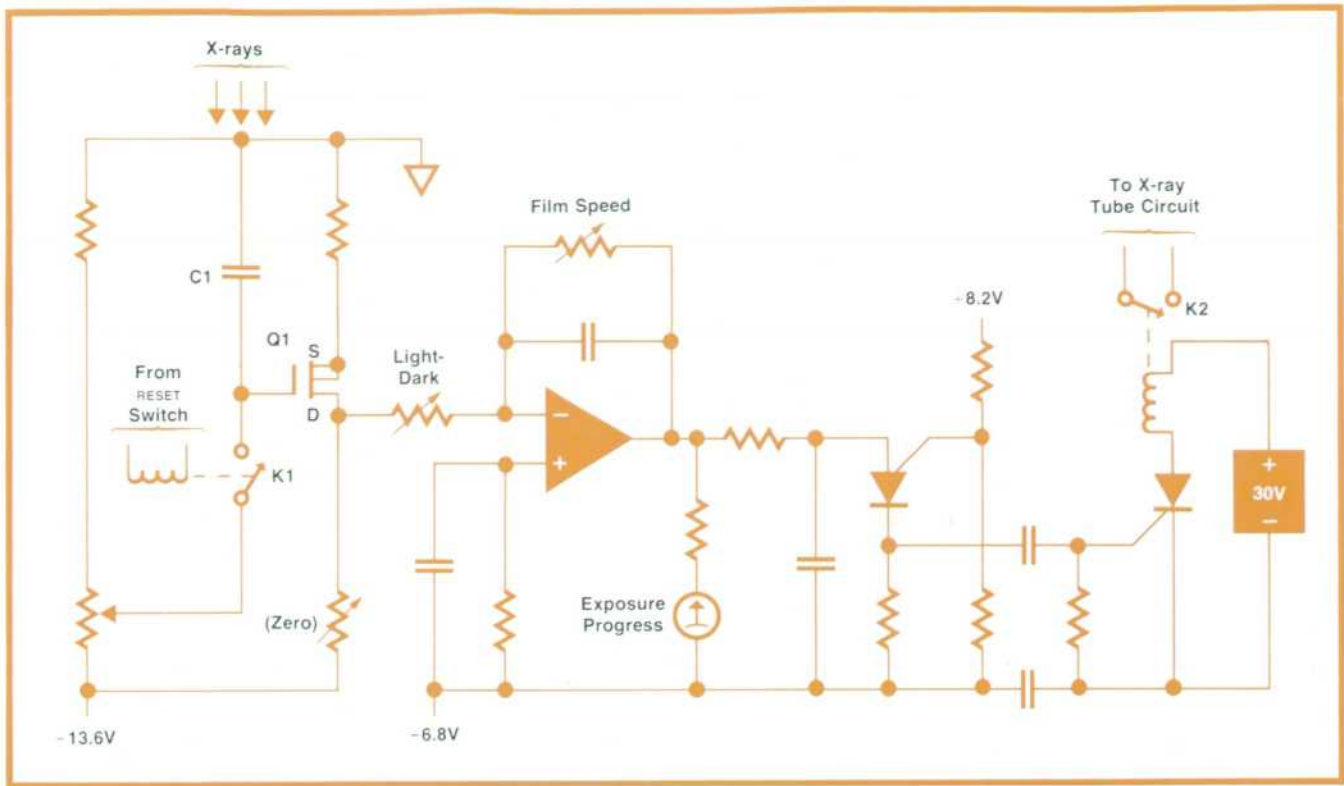 X-rays
C1
Q1
S
D
From
RESET
Switch
K1
Light-
Dark
(Zero)
-13.6V
-6.8V
Film Speed
−
+
Exposure
Progress
-8.2V
To X-ray
Tube Circuit
K2
+
30V
−